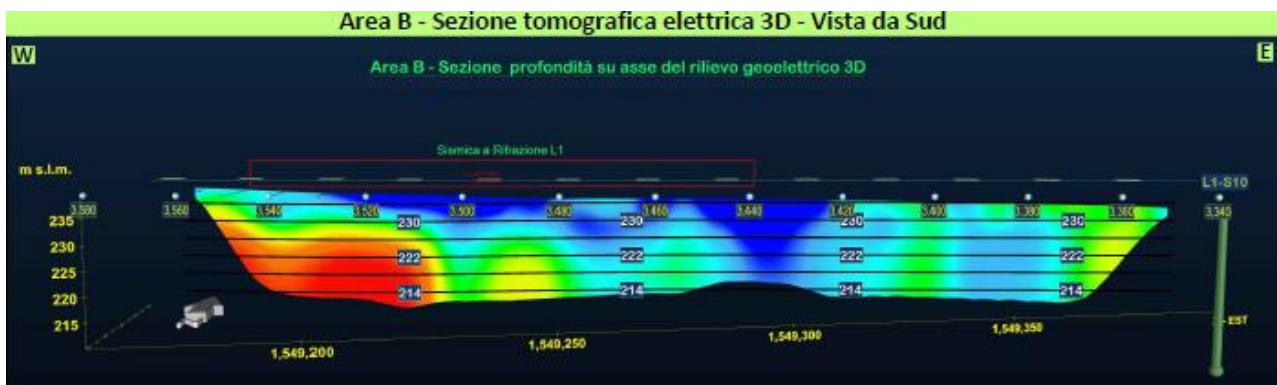 Area B - Sezione tomografica elettrica 3D - Vista da Sud
W E
Area B - Sezione profondità su asse del rilievo geoelettrico 3D
Sismica a Rifrazione L1
m s.l.m.
L1-S10
3.580 3.560 3.540 3.520 3.500 3.480 3.460 3.440 3.420 3.400 3.380 3.360 3.340
235
230 230 230 230
230
225 222 222 222
220
214 214 214
215
EST
1,549,200 1,549,250 1,549,300 1,549,350